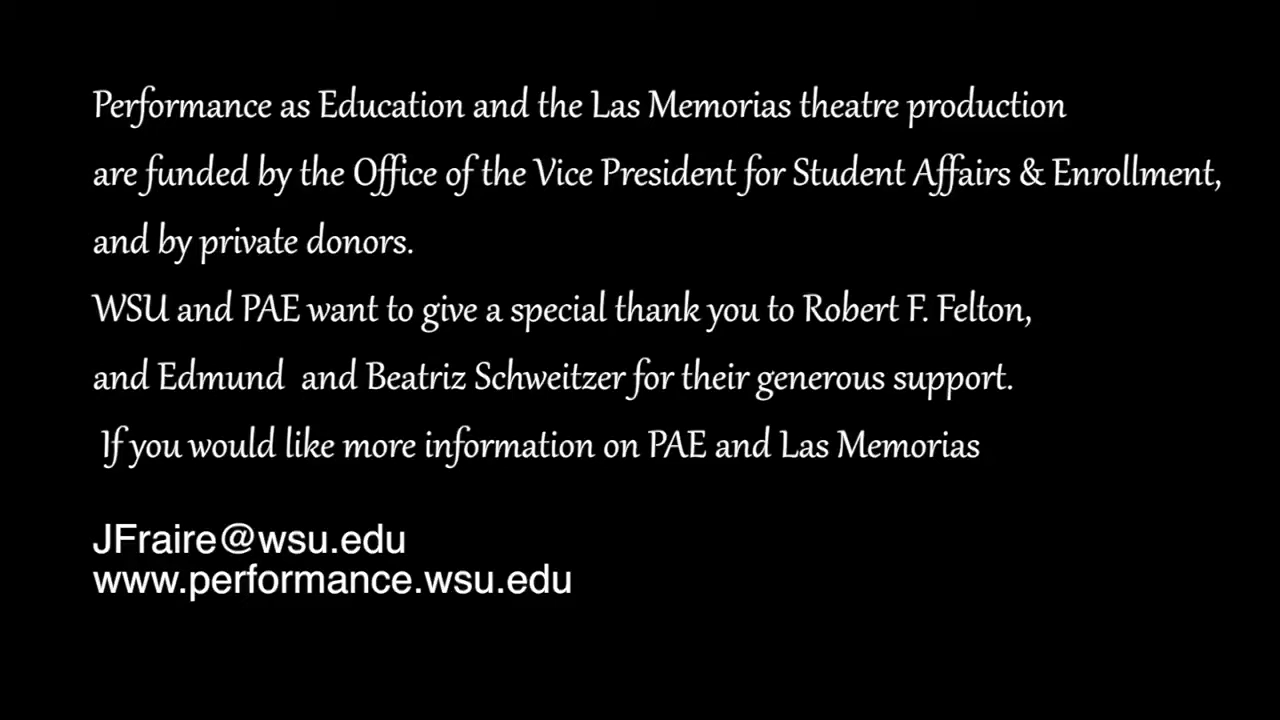 Performance as Education and the Las Memorias theatre production
are funded by the Office of the Vice President for Student Affairs & Enrollment,
and by private donors.
WSU and PAE want to give a special thank you to Robert F. Felton,
and Edmund  and Beatriz Schweitzer for their generous support.
If you would like more information on PAE and Las Memorias
JFraire@wsu.edu
www.performance.wsu.edu